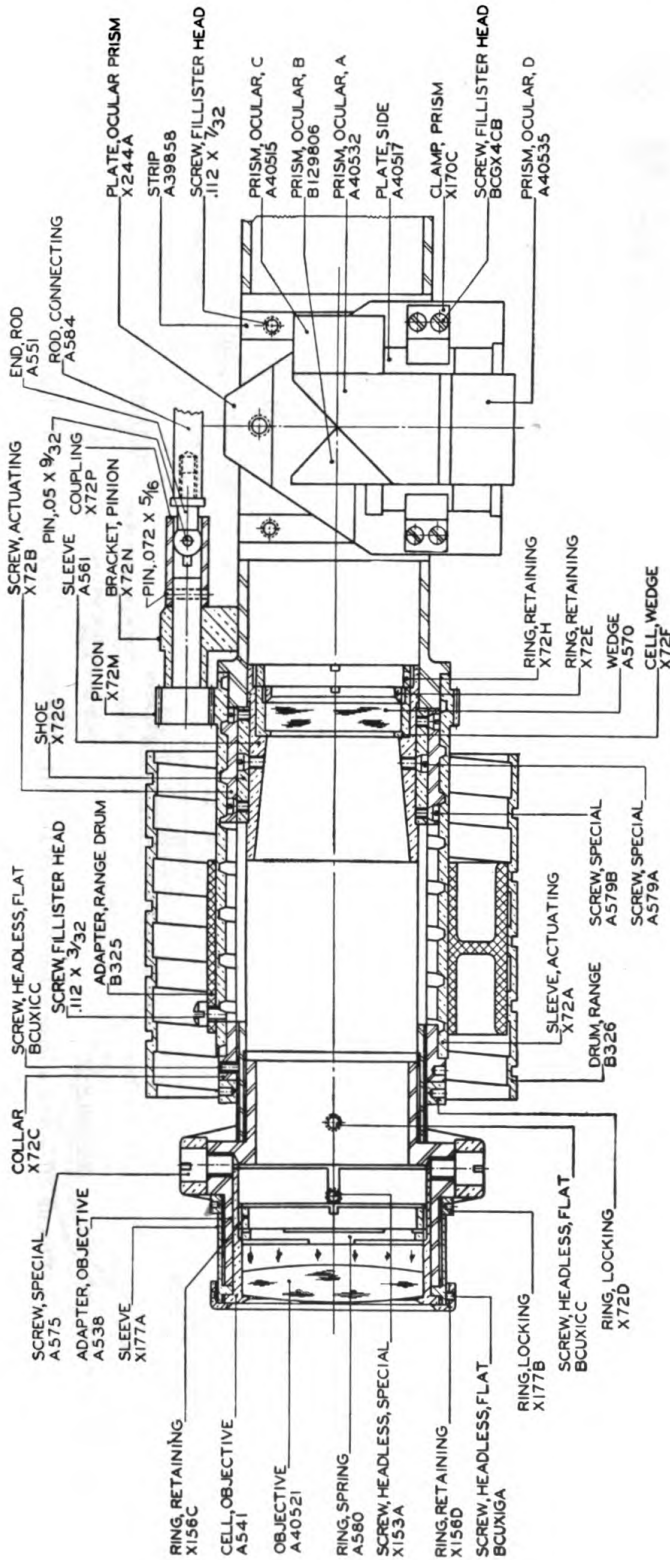 SCREW, SPECIAL
A575
ADAPTER, OBJECTIVE
A538
SLEEVE
X177A
RING, RETAINING
X156C
CELL, OBJECTIVE
A541
OBJECTIVE
A40521
RING, SPRING
A580
SCREW, HEADLESS, SPECIAL
X153A
RING, RETAINING
X156D
SCREW, HEADLESS, FLAT
BCUX1GA
RING, LOCKING
X177B
SCREW, HEADLESS, FLAT
BCUX1CC
RING, LOCKING
X72D
COLLAR
X72C
SCREW, HEADLESS, FLAT
BCUX1CC
SCREW, FILLISTER HEAD
.112 X 3/32
ADAPTER, RANGE DRUM
B325
SHOE
X72G
PINION
X72M
SCREW, ACTUATING
X72B
SLEEVE
A561
BRACKET, PINION
X72N
PIN, .072 X 5/16
COUPLING
X72P
PIN, .05 X 9/32
END, ROD
A551
ROD, CONNECTING
A584
DRUM, RANGE
B326
SLEEVE, ACTUATING
X72A
SCREW, SPECIAL
A579B
SCREW, SPECIAL
A579A
RING, RETAINING
X72H
RING, RETAINING
X72E
WEDGE
A570
CELL, WEDGE
X72F
PLATE, OCULAR PRISM
X244A
STRIP
A39858
SCREW, FILLISTER HEAD
.112 X 7/32
PRISM, OCULAR, C
A40515
PRISM, OCULAR, B
B129806
PRISM, OCULAR, A
A40532
PLATE, SIDE
A40517
CLAMP, PRISM
X170C
SCREW, FILLISTER HEAD
BCGX4CB
PRISM, OCULAR, D
A40535